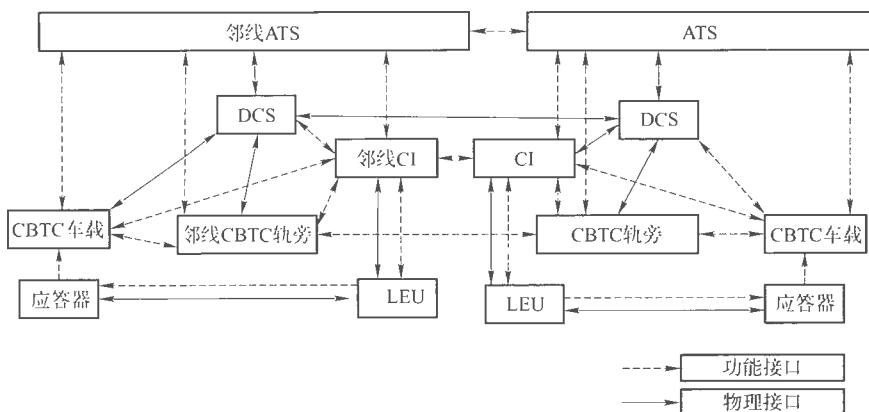 邻线ATS
ATS
DCS
DCS
邻线CI
CI
CBTC车载
邻线CBTC轨旁
CBTC轨旁
CBTC车载
应答器
LEU
LEU
应答器
功能接口
物理接口